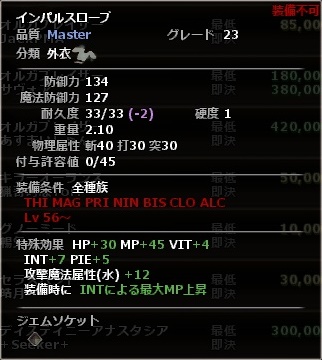 インパルスローブ
装備不可
品質 Master グレード 23
分類 外衣
防御力 134
魔法防御力 127
耐久度 33/33 (-2) 硬度 1
重量 2.10
物理属性 斬40 打30 突30
付与許容値 0/45
装備条件 全種族
THI MAG PRI NIN BIS CLO ALC
Lv 56～
特殊効果 HP+30 MP+45 VIT+4
INT+7 PIE+5
攻撃魔法属性(水) +12
装備時に INTによる最大MP上昇
ジェムソケット